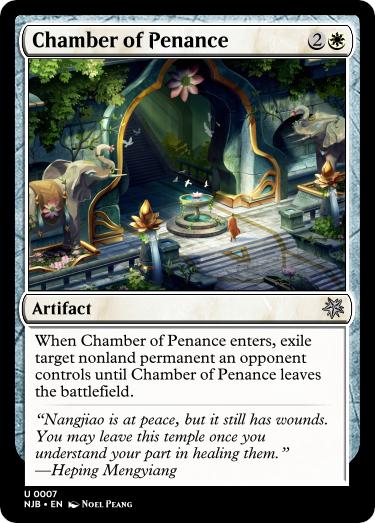 Chamber of Penance 2
Artifact
When Chamber of Penance enters, exile
target nonland permanent an opponent
controls until Chamber of Penance leaves
the battlefield.
“Nangjiao is at peace, but it still has wounds.
You may leave this temple once you
understand your part in healing them.”
—Heping Mengyiang
U 0007
NJB • EN Noel Peang